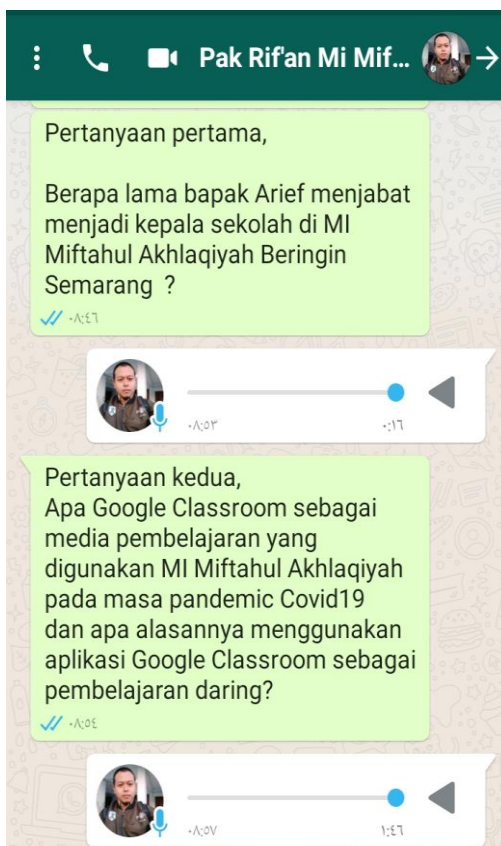 Pak Rif'an Mi Mif...
Pertanyaan pertama,
Berapa lama bapak Arief menjabat
menjadi kepala sekolah di MI
Miftahul Akhlaqiyah Beringin
Semarang ?
٠٨:٤٦
٠٨:٥٣
٠:١٦
Pertanyaan kedua,
Apa Google Classroom sebagai
media pembelajaran yang
digunakan MI Miftahul Akhlaqiyah
pada masa pandemic Covid19
dan apa alasannya menggunakan
aplikasi Google Classroom sebagai
pembelajaran daring?
٠٨:٥٤
٠٨:٥٧
١:٤٦